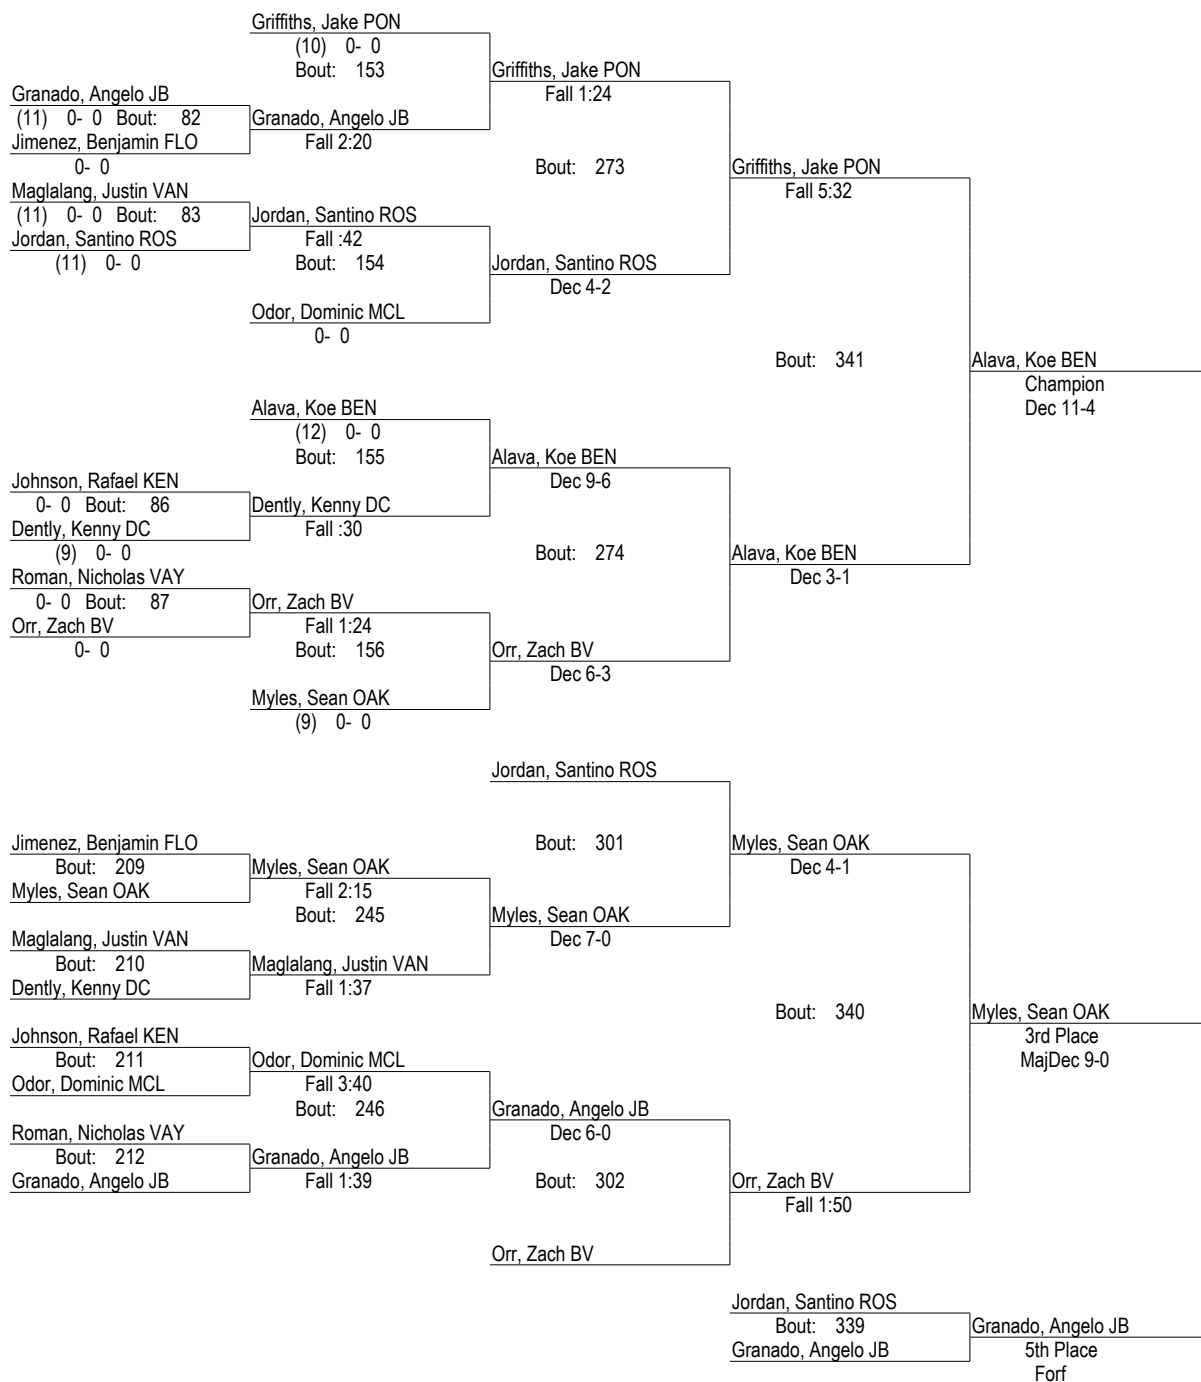 Griffiths, Jake PON
(10) 0- 0
Bout: 153
Griffiths, Jake PON
Fall 1:24
Granado, Angelo JB
(11) 0- 0 Bout: 82
Granado, Angelo JB
Jimenez, Benjamin FLO
Fall 2:20
0- 0
Bout: 273
Griffiths, Jake PON
Fall 5:32
Maglalang, Justin VAN
(11) 0- 0 Bout: 83
Jordan, Santino ROS
Jordan, Santino ROS
Fall :42
(11) 0- 0
Bout: 154
Jordan, Santino ROS
Dec 4-2
Odor, Dominic MCL
0- 0
Bout: 341
Alava, Koe BEN
Champion
Dec 11-4
Alava, Koe BEN
(12) 0- 0
Bout: 155
Alava, Koe BEN
Dec 9-6
Johnson, Rafael KEN
0- 0 Bout: 86
Dently, Kenny DC
Dently, Kenny DC
Fall :30
(9) 0- 0
Bout: 274
Alava, Koe BEN
Dec 3-1
Roman, Nicholas VAY
0- 0 Bout: 87
Orr, Zach BV
Orr, Zach BV
Fall 1:24
0- 0
Bout: 156
Orr, Zach BV
Dec 6-3
Myles, Sean OAK
(9) 0- 0
Jordan, Santino ROS
Bout: 301
Myles, Sean OAK
Dec 4-1
Jimenez, Benjamin FLO
Bout: 209
Myles, Sean OAK
Myles, Sean OAK
Fall 2:15
Bout: 245
Myles, Sean OAK
Dec 7-0
Maglalang, Justin VAN
Bout: 210
Maglalang, Justin VAN
Dently, Kenny DC
Fall 1:37
Bout: 340
Myles, Sean OAK
3rd Place
MajDec 9-0
Johnson, Rafael KEN
Bout: 211
Odor, Dominic MCL
Odor, Dominic MCL
Fall 3:40
Bout: 246
Granado, Angelo JB
Dec 6-0
Roman, Nicholas VAY
Bout: 212
Granado, Angelo JB
Granado, Angelo JB
Fall 1:39
Bout: 302
Orr, Zach BV
Fall 1:50
Orr, Zach BV
Jordan, Santino ROS
Bout: 339
Granado, Angelo JB
Granado, Angelo JB
5th Place
Forf